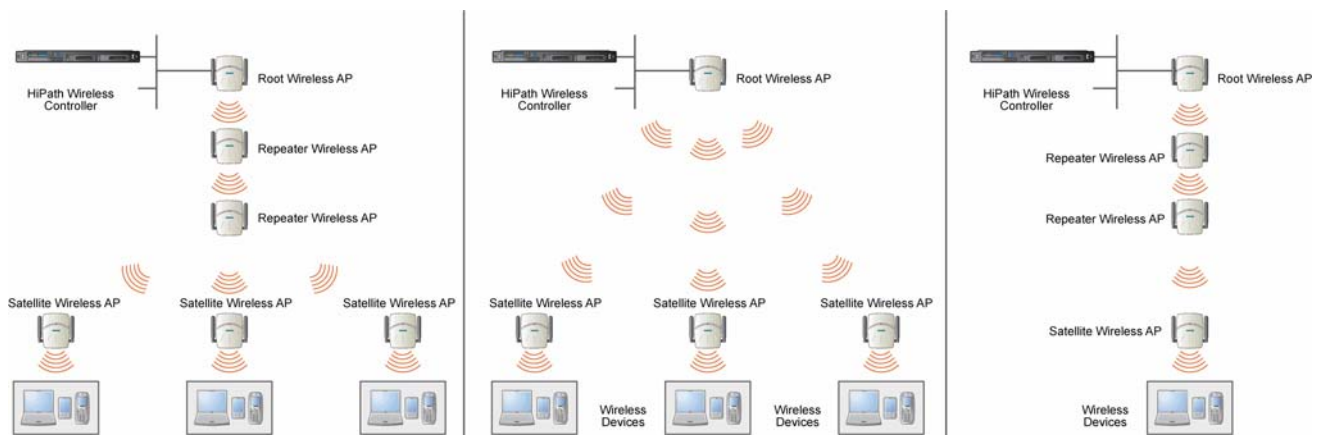 Root Wireless AP
HiPath Wireless
Controller
Repeater Wireless AP
Repeater Wireless AP
Satellite Wireless AP
Satellite Wireless AP
Satellite Wireless AP
Root Wireless AP
HiPath Wireless
Controller
Satellite Wireless AP
Satellite Wireless AP
Satellite Wireless AP
Wireless
Devices
Wireless
Devices
Root Wireless AP
HiPath Wireless
Controller
Repeater Wireless AP
Repeater Wireless AP
Satellite Wireless AP
Wireless
Devices